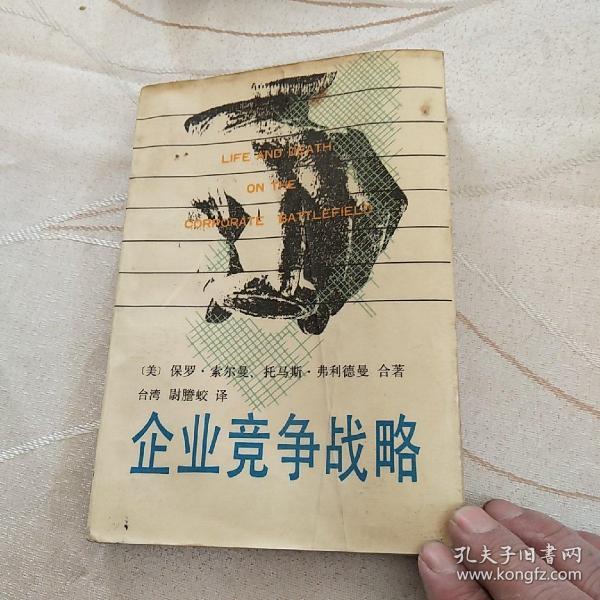 LIFE AND DEATH
ON THE
CORPORATE BATTLEFIELD
〔美〕保罗·索尔曼、托马斯·弗利德曼 合著
台湾 尉謄蛟 译
企业竞争战略
孔夫子旧书网
www.kongfz.com